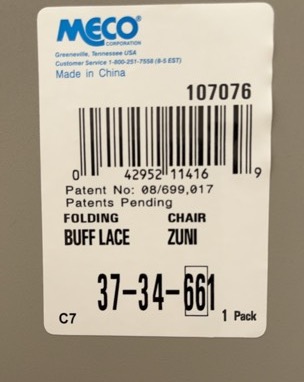 MECO
CORPORATION
Greeneville, Tennessee USA
Customer Service 1-800-251-7558 (8-5 EST)
Made in China
107076
0 42952 11416 9
Patent No: 08/699,017
Patents Pending
FOLDING CHAIR
BUFF LACE ZUNI
37-34-661 1 Pack
C7